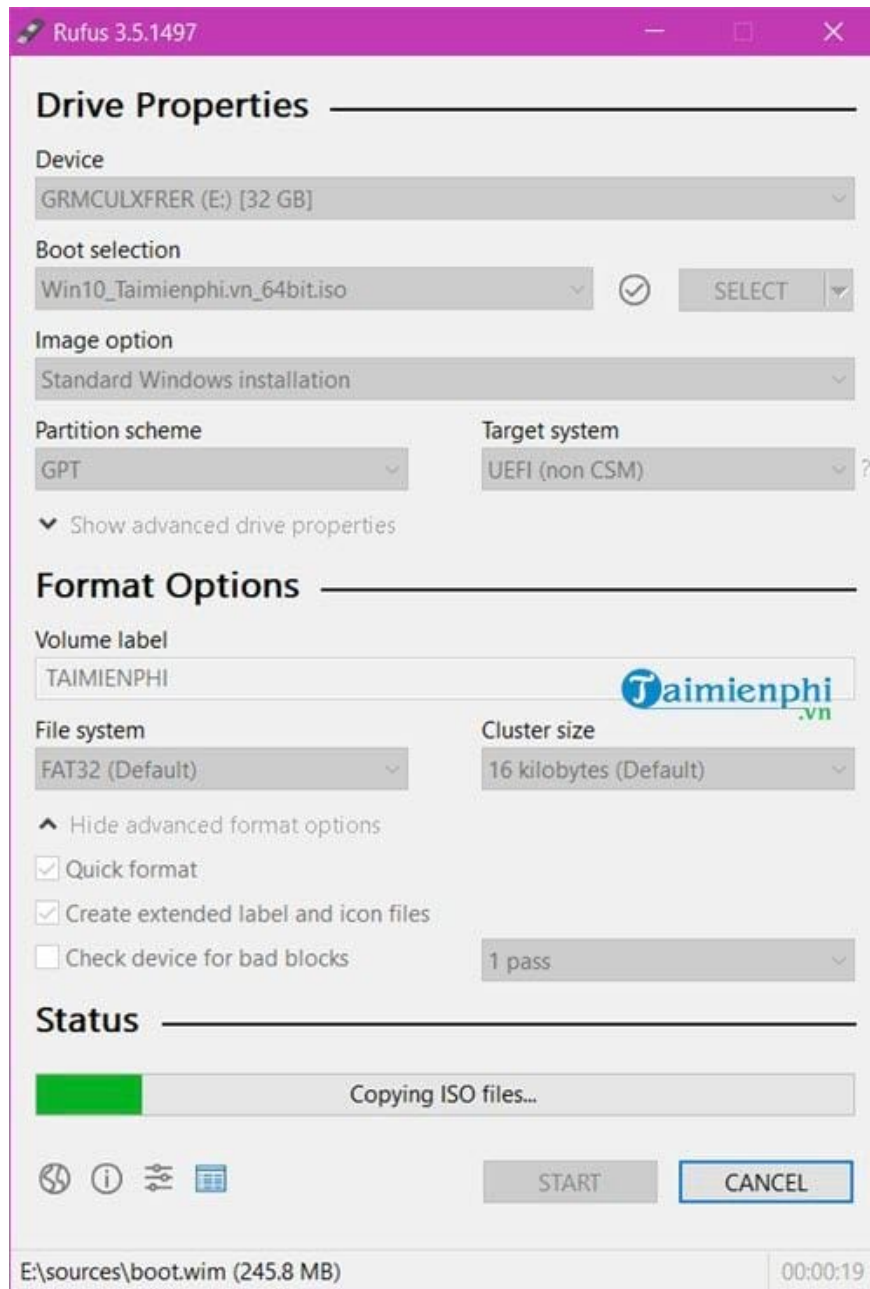 Rufus 3.5.1497
Drive Properties
Device
GRMCULXFRER (E:) [32 GB]
Boot selection
Win10_Taimienphi.vn_64bit.iso
SELECT
Image option
Standard Windows installation
Partition scheme
Target system
GPT
UEFI (non CSM)
?
Show advanced drive properties
Format Options
Volume label
TAIMIENPHI
Taimienphi
.vn
File system
Cluster size
FAT32 (Default)
16 kilobytes (Default)
Hide advanced format options
Quick format
Create extended label and icon files
Check device for bad blocks
1 pass
Status
Copying ISO files...
START
CANCEL
E:\sources\boot.wim (245.8 MB)
00:00:19